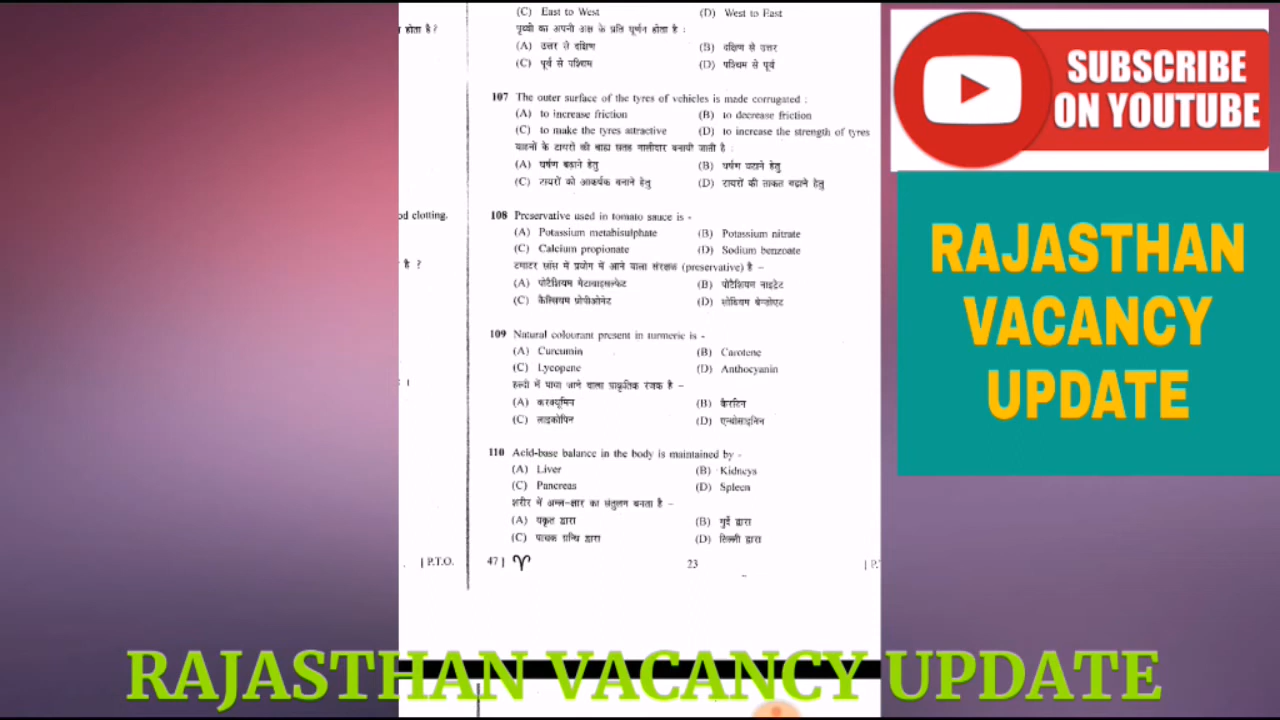 (C) East to West (D) West to East
होता है?
पृथ्वी का अपनी अक्ष के प्रति घूर्णन होता है :
(A) उत्तर से दक्षिण (B) दक्षिण से उत्तर
(C) पूर्व से पश्चिम (D) पश्चिम से पूर्व
107 The outer surface of the tyres of vehicles is made corrugated :
(A) to increase friction (B) to decrease friction
(C) to make the tyres attractive (D) to increase the strength of tyres
वाहनों के टायरों की बाह्य सतह नालीदार बनायी जाती है :
(A) घर्षण बढ़ाने हेतु (B) घर्षण घटाने हेतु
(C) टायरों को आकर्षक बनाने हेतु (D) टायरों की ताकत बढ़ाने हेतु
108 Preservative used in tomato sauce is -
od clotting.
(A) Potassium metabisulphate (B) Potassium nitrate
(C) Calcium propionate (D) Sodium benzoate
टमाटर सॉस में प्रयोग में आने वाला संरक्षक (preservative) है –
है ?
(A) पोटैशियम मैटाबाइसल्फेट (B) पोटैशियम नाइट्रेट
(C) कैल्सियम प्रोपीओनेट (D) सोडियम बेन्जोएट
109 Natural colourant present in turmeric is -
(A) Curcumin (B) Carotene
(C) Lycopene (D) Anthocyanin
हल्दी में पाया जाने वाला प्राकृतिक रंजक है –
(A) करक्यूमिन (B) कैरटिन
(C) लाइकोपिन (D) एन्थोसाइनिन
110 Acid-base balance in the body is maintained by -
(A) Liver (B) Kidneys
(C) Pancreas (D) Spleen
शरीर में अम्ल-क्षार का संतुलन बनता है –
(A) यकृत द्वारा (B) गुर्दे द्वारा
(C) पाचक ग्रन्थि द्वारा (D) तिल्ली द्वारा
. [ P.T.O.
47 ] ♈ 23 [ P.
SUBSCRIBE
ON YOUTUBE
RAJASTHAN
VACANCY
UPDATE
RAJASTHAN VACANCY UPDATE